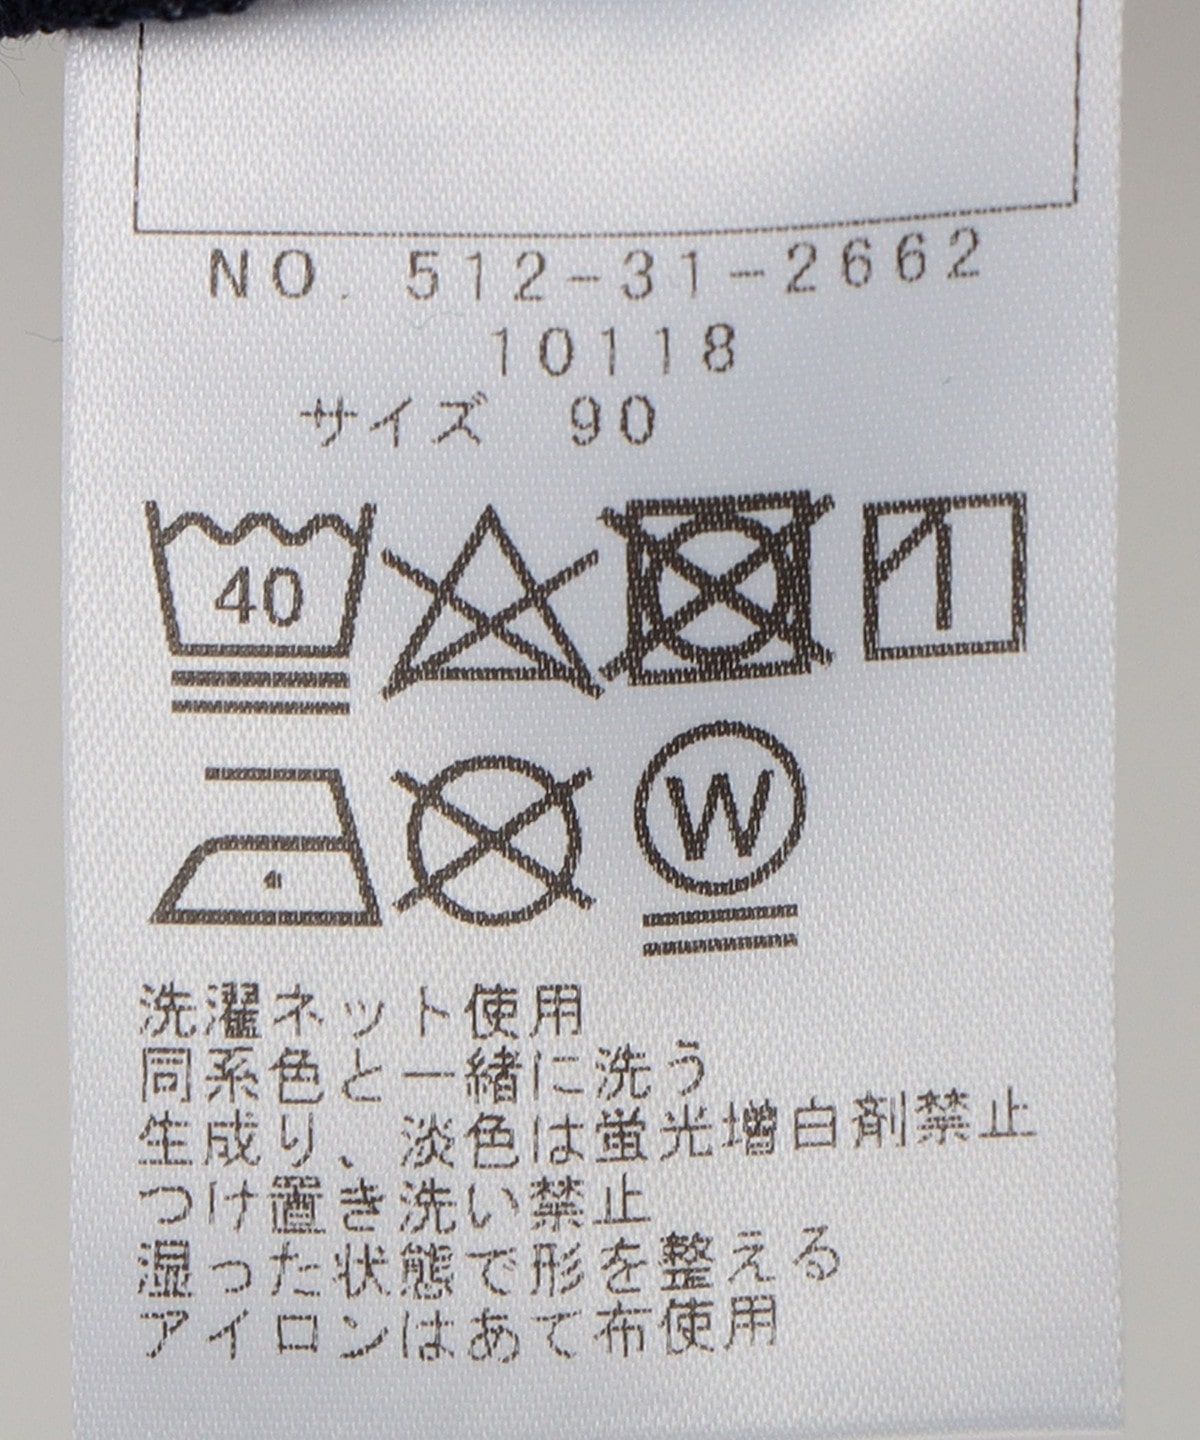 NO. 512-31-2662
10118
サイズ 90
40
W
洗濯ネット使用
同系色と一緒に洗う
生成り、淡色は蛍光増白剤禁止
つけ置き洗い禁止
湿った状態で形を整える
アイロンはあて布使用